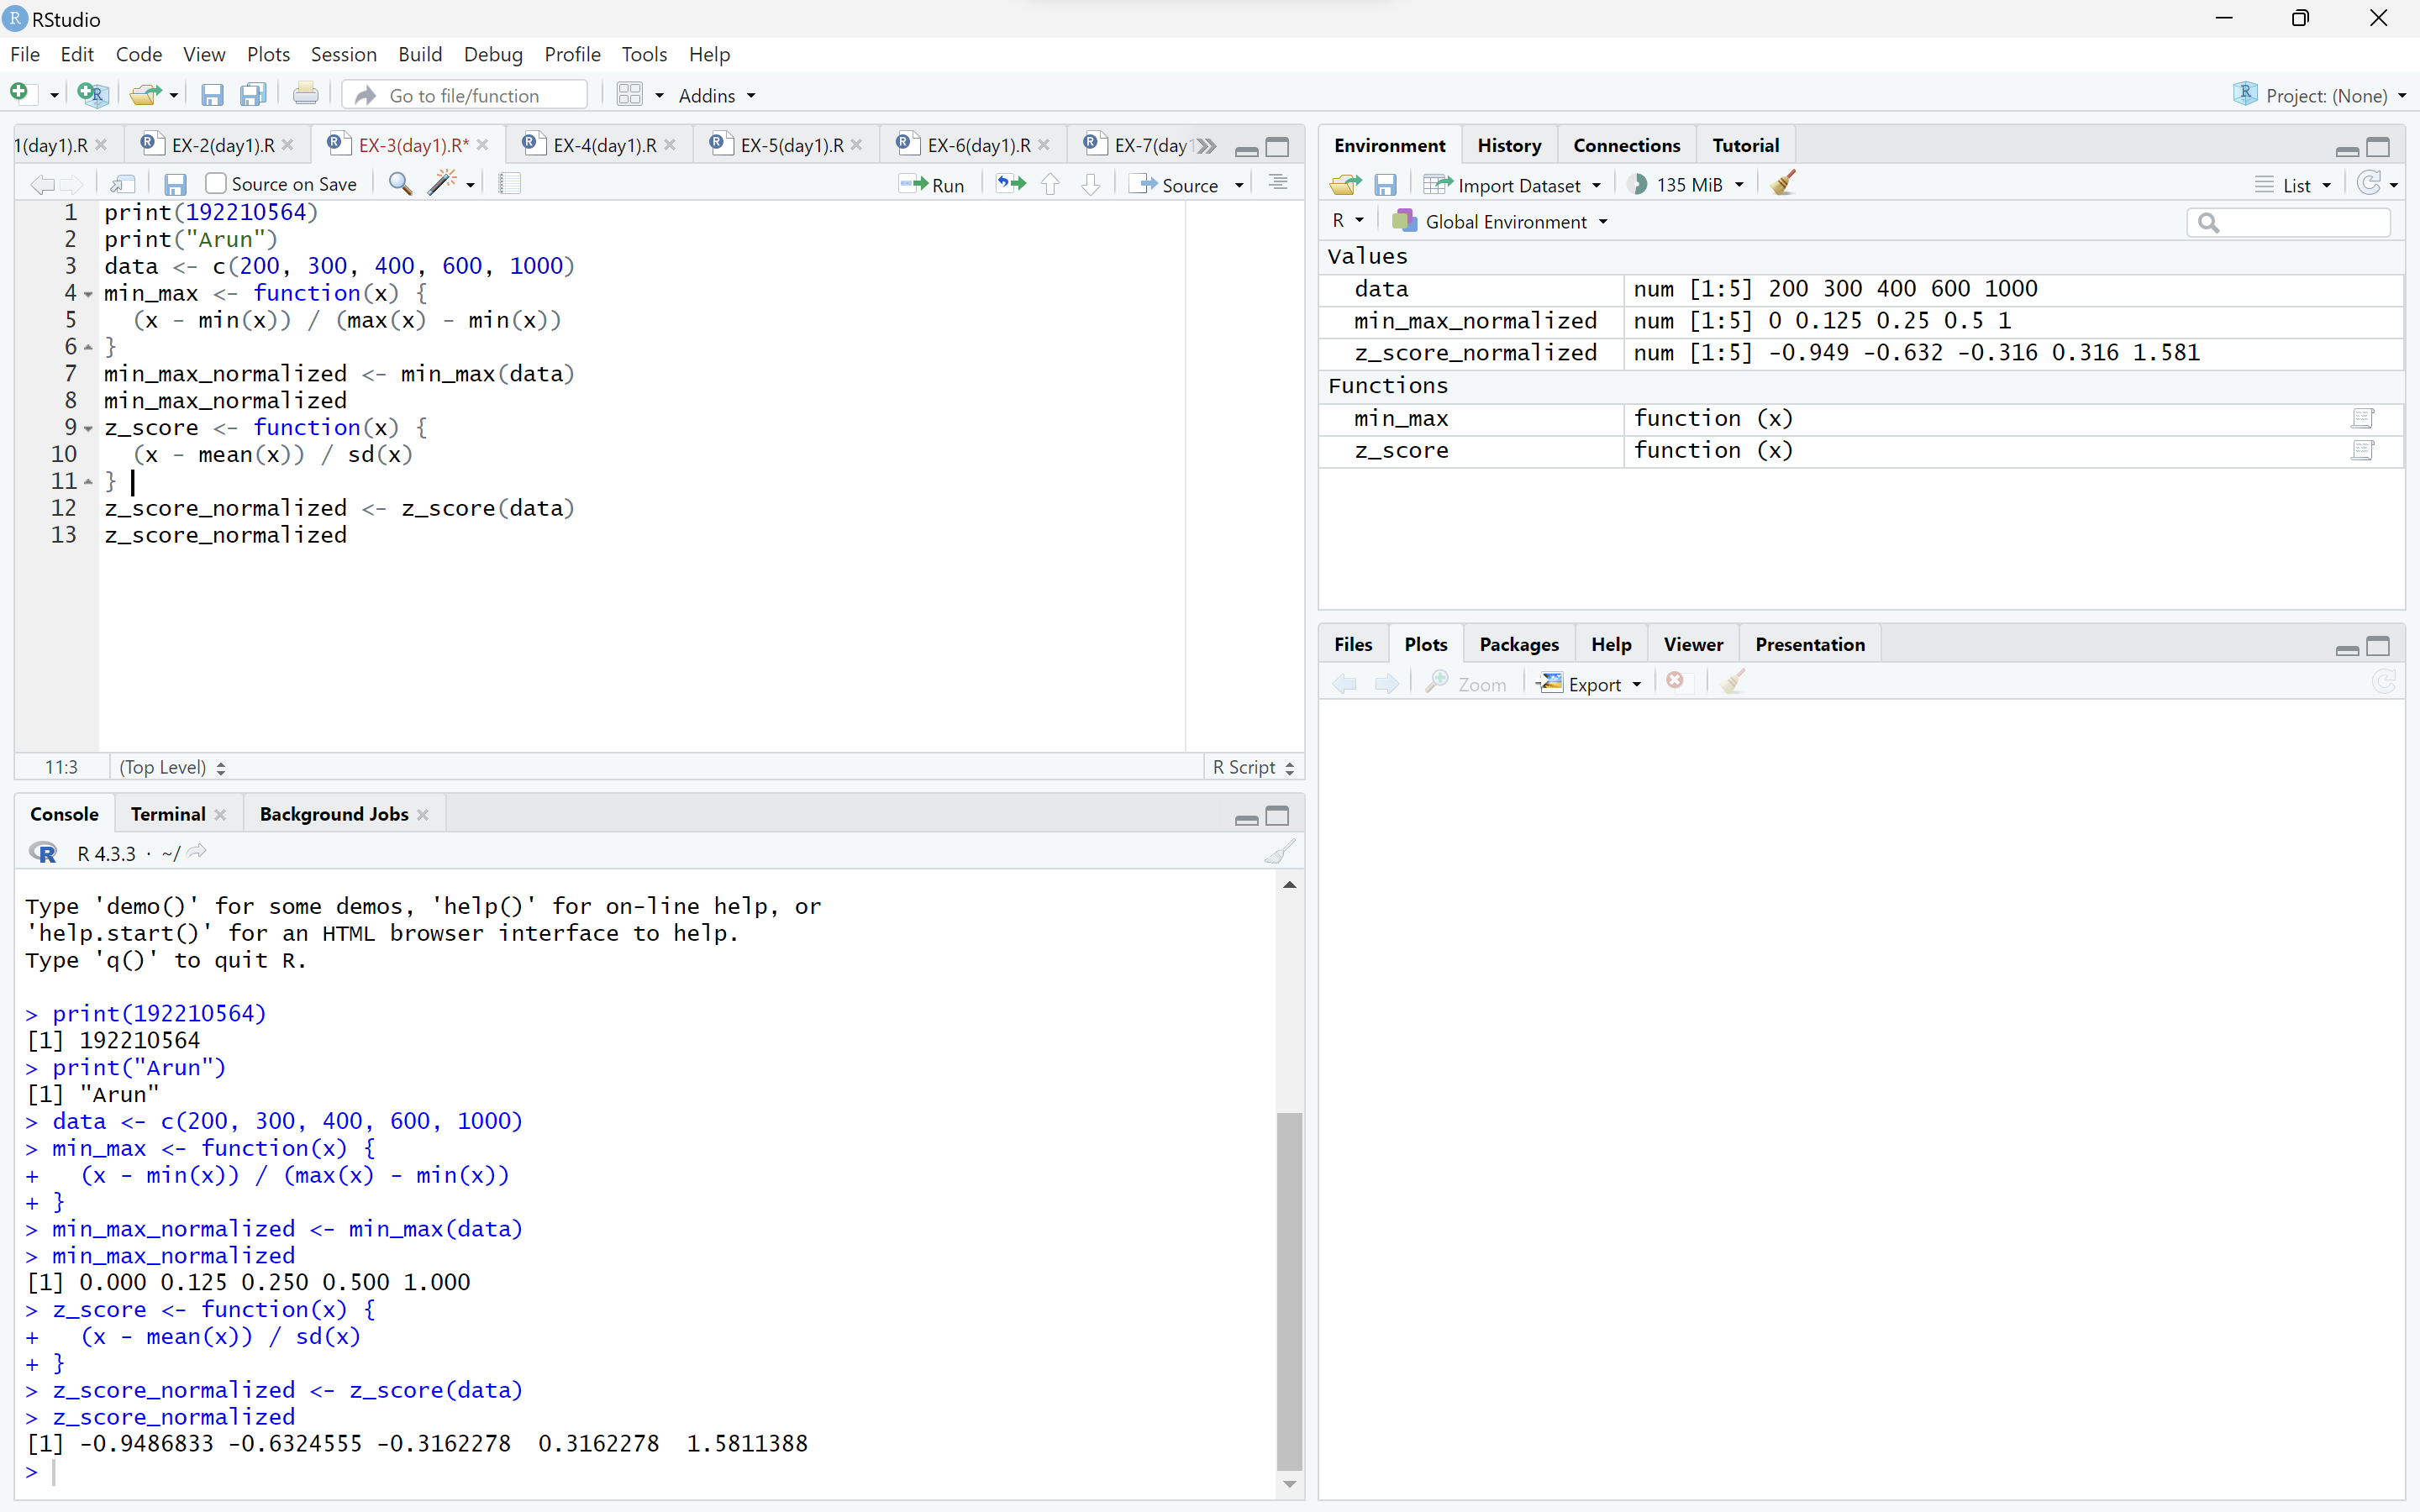 RStudio
File Edit Code View Plots Session Build Debug Profile Tools Help
Go to file/function Addins Project: (None)
1(day1).R EX-2(day1).R EX-3(day1).R* EX-4(day1).R EX-5(day1).R EX-6(day1).R EX-7(day1
Source on Save Run Source
1 print(192210564)
2 print("Arun")
3 data <- c(200, 300, 400, 600, 1000)
4 min_max <- function(x) {
5 (x - min(x)) / (max(x) - min(x))
6 }
7 min_max_normalized <- min_max(data)
8 min_max_normalized
9 z_score <- function(x) {
10 (x - mean(x)) / sd(x)
11 }
12 z_score_normalized <- z_score(data)
13 z_score_normalized
11:3 (Top Level) R Script
Console Terminal Background Jobs
R R 4.3.3 · ~/
Type 'demo()' for some demos, 'help()' for on-line help, or
'help.start()' for an HTML browser interface to help.
Type 'q()' to quit R.
> print(192210564)
[1] 192210564
> print("Arun")
[1] "Arun"
> data <- c(200, 300, 400, 600, 1000)
> min_max <- function(x) {
+ (x - min(x)) / (max(x) - min(x))
+ }
> min_max_normalized <- min_max(data)
> min_max_normalized
[1] 0.000 0.125 0.250 0.500 1.000
> z_score <- function(x) {
+ (x - mean(x)) / sd(x)
+ }
> z_score_normalized <- z_score(data)
> z_score_normalized
[1] -0.9486833 -0.6324555 -0.3162278 0.3162278 1.5811388
>
Environment History Connections Tutorial
Import Dataset 135 MiB List
R Global Environment
Values
data num [1:5] 200 300 400 600 1000
min_max_normalized num [1:5] 0 0.125 0.25 0.5 1
z_score_normalized num [1:5] -0.949 -0.632 -0.316 0.316 1.581
Functions
min_max function (x)
z_score function (x)
Files Plots Packages Help Viewer Presentation
Zoom Export